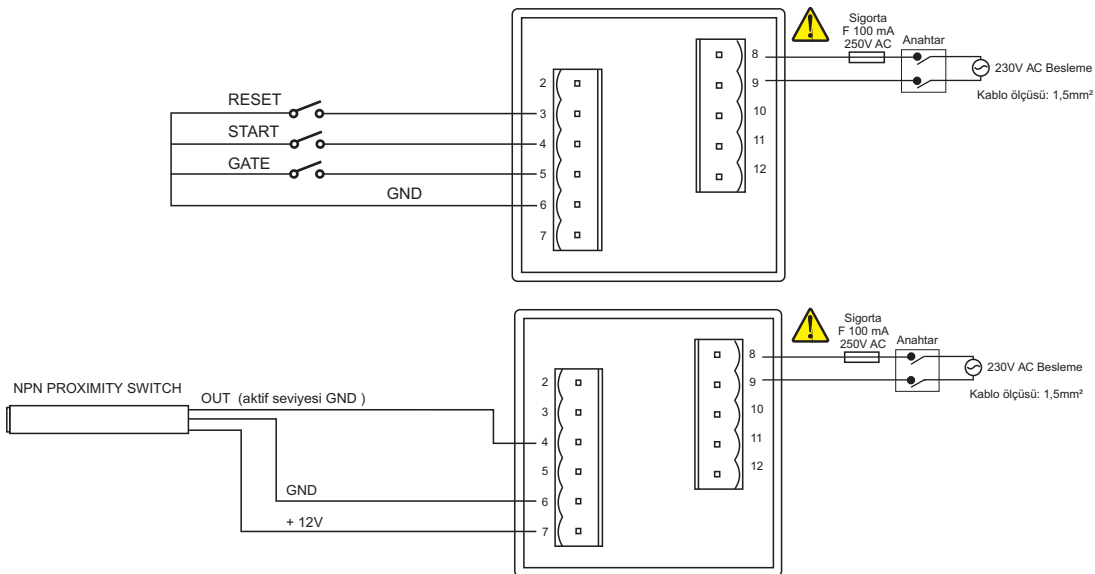 Sigorta
F 100 mA
250V AC
Anahtar
8
9
10
11
12
230V AC Besleme
Kablo ölçüsü: 1,5mm²
RESET
START
GATE
GND
2
3
4
5
6
7
Sigorta
F 100 mA
250V AC
Anahtar
8
9
10
11
12
230V AC Besleme
Kablo ölçüsü: 1,5mm²
NPN PROXIMITY SWITCH
OUT (aktif seviyesi GND )
GND
+ 12V
2
3
4
5
6
7